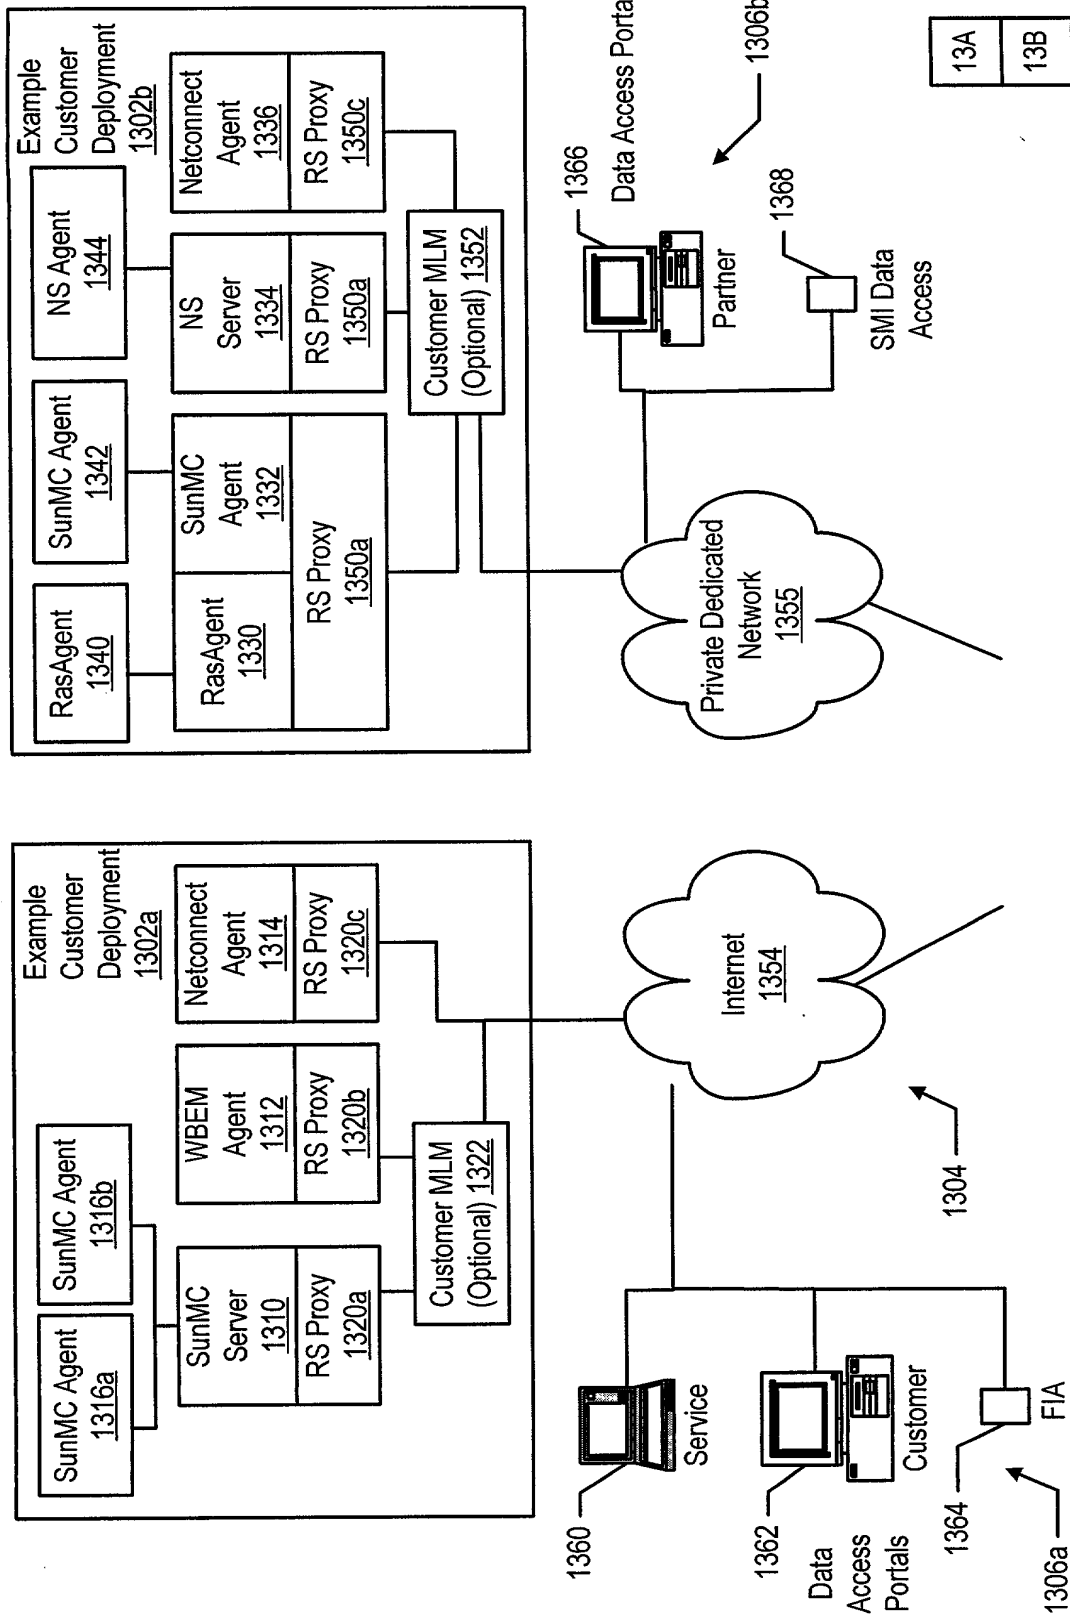 Example
Customer
Deployment
1302a
SunMC Agent
1316a
SunMC Agent
1316b
SunMC
Server
1310
RS Proxy
1320a
WBEM
Agent
1312
RS Proxy
1320b
Netconnect
Agent
1314
RS Proxy
1320c
Customer MLM
(Optional) 1322
Example
Customer
Deployment
1302b
RasAgent
1340
SunMC Agent
1342
NS Agent
1344
RasAgent
1330
SunMC
Agent
1332
RS Proxy
1350a
NS
Server
1334
RS Proxy
1350a
Netconnect
Agent
1336
RS Proxy
1350c
Customer MLM
(Optional) 1352
1360
Service
1362
Customer
Data
Access
Portals
1364
FIA
1306a
Internet
1354
1304
Private Dedicated
Network
1355
1366
Partner
Data Access Porta
1306b
1368
SMI Data
Access
13A
13B